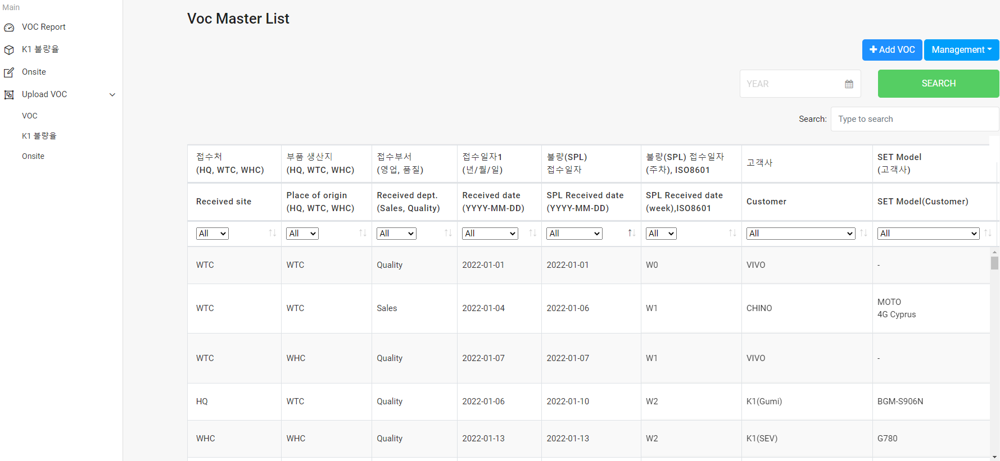 Main
VOC Report
K1 불량율
Onsite
Upload VOC
VOC
K1 불량율
Onsite
Voc Master List
Add VOC
Management
YEAR
SEARCH
Search: Type to search
접수처 부품 생산지 접수부서 접수일자1 불량(SPL) 불량(SPL) 접수일자 고객사 SET Model
(HQ, WTC, WHC) (HQ, WTC, WHC) (영업, 품질) (년/월/일) 접수일자 (주차), ISO8601 (고객사)
Received site Place of origin Received dept. Received date SPL Received date SPL Received date Customer SET Model(Customer)
(HQ, WTC, WHC) (Sales, Quality) (YYYY-MM-DD) (YYYY-MM-DD) (week),ISO8601
All All All All All All All All
WTC WTC Quality 2022-01-01 2022-01-01 W0 VIVO -
WTC WTC Sales 2022-01-04 2022-01-06 W1 CHINO MOTO
4G Cyprus
WTC WHC Quality 2022-01-07 2022-01-07 W1 VIVO -
HQ WTC Quality 2022-01-06 2022-01-10 W2 K1(Gumi) BGM-S906N
WHC WHC Quality 2022-01-13 2022-01-13 W2 K1(SEV) G780